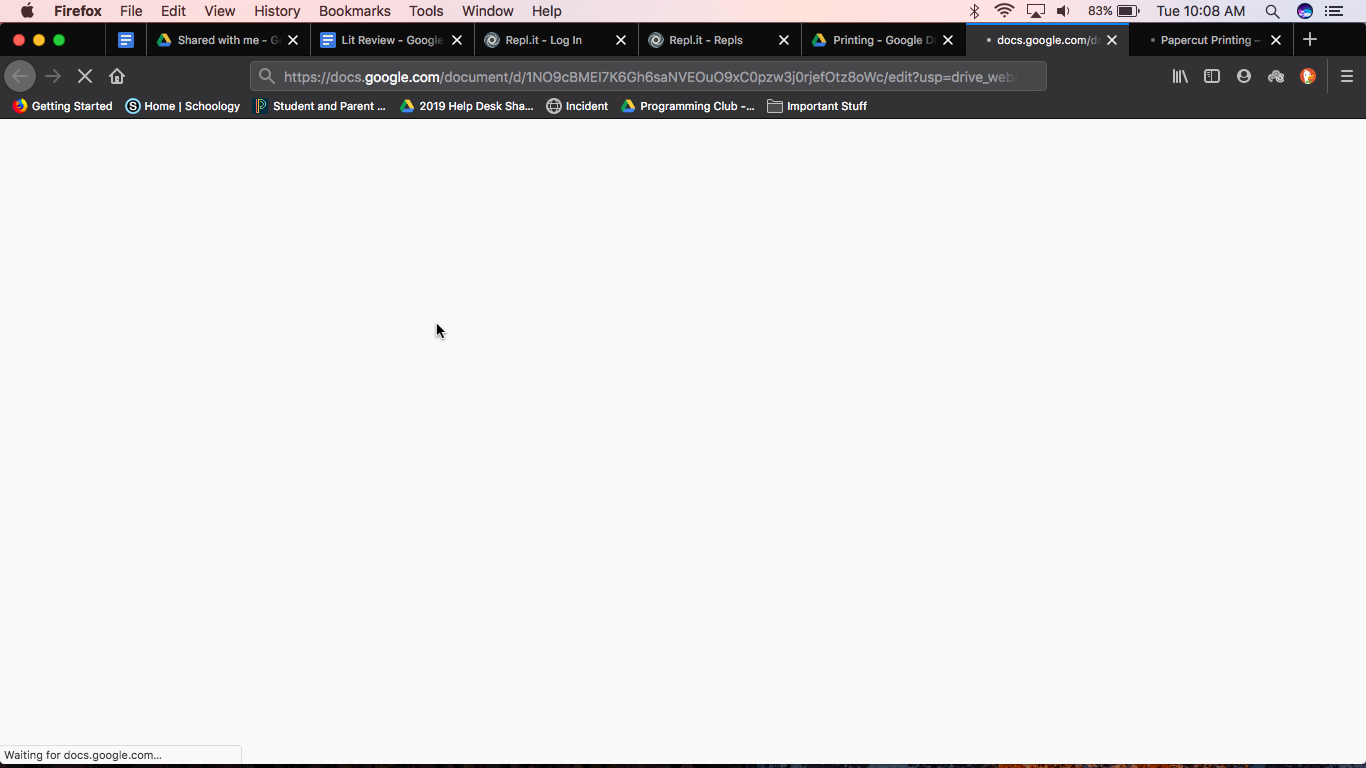 Firefox File Edit View History Bookmarks Tools Window Help 83% Tue 10:08 AM
Shared with me - G Lit Review - Google Repl.it - Log In Repl.it - Repls Printing - Google D docs.google.com/d Papercut Printing -
https://docs.google.com/document/d/1NO9cBMEI7K6Gh6saNVEOuO9xC0pzw3j0rjefOtz8oWc/edit?usp=drive_web
Getting Started Home | Schoology Student and Parent ... 2019 Help Desk Sha... Incident Programming Club -... Important Stuff
Waiting for docs.google.com...